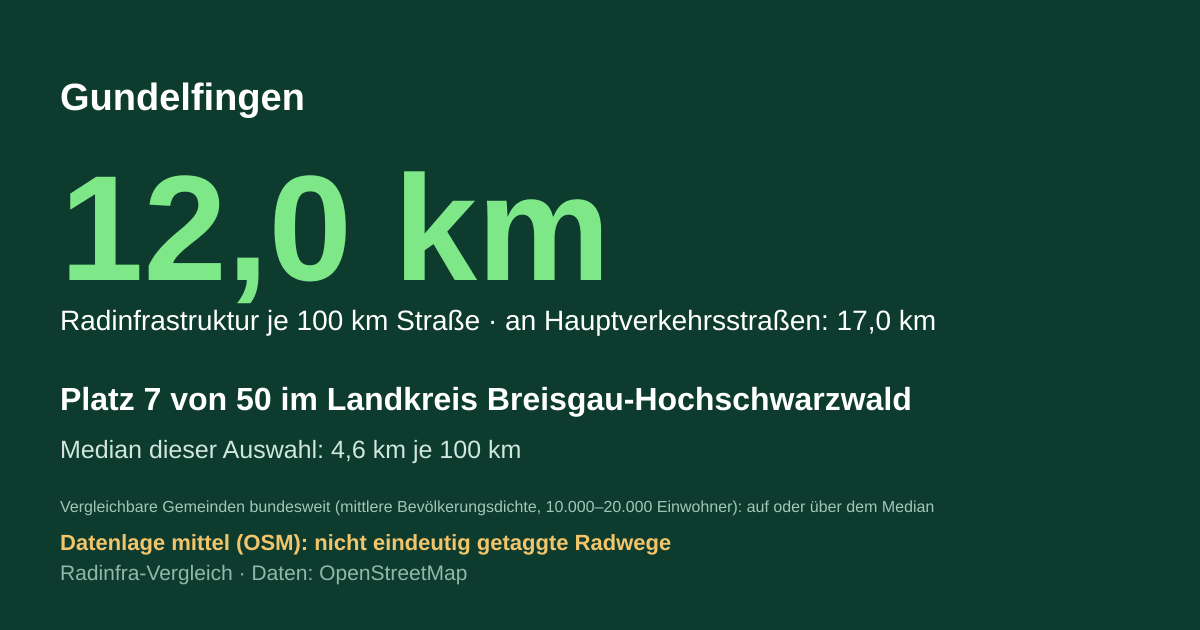 Gundelfingen
12,0 km
Radinfrastruktur je 100 km Straße · an Hauptverkehrsstraßen: 17,0 km
Platz 7 von 50 im Landkreis Breisgau-Hochschwarzwald
Median dieser Auswahl: 4,6 km je 100 km
Vergleichbare Gemeinden bundesweit (mittlere Bevölkerungsdichte, 10.000–20.000 Einwohner): auf oder über dem Median
Datenlage mittel (OSM): nicht eindeutig getaggte Radwege
Radinfra-Vergleich · Daten: OpenStreetMap